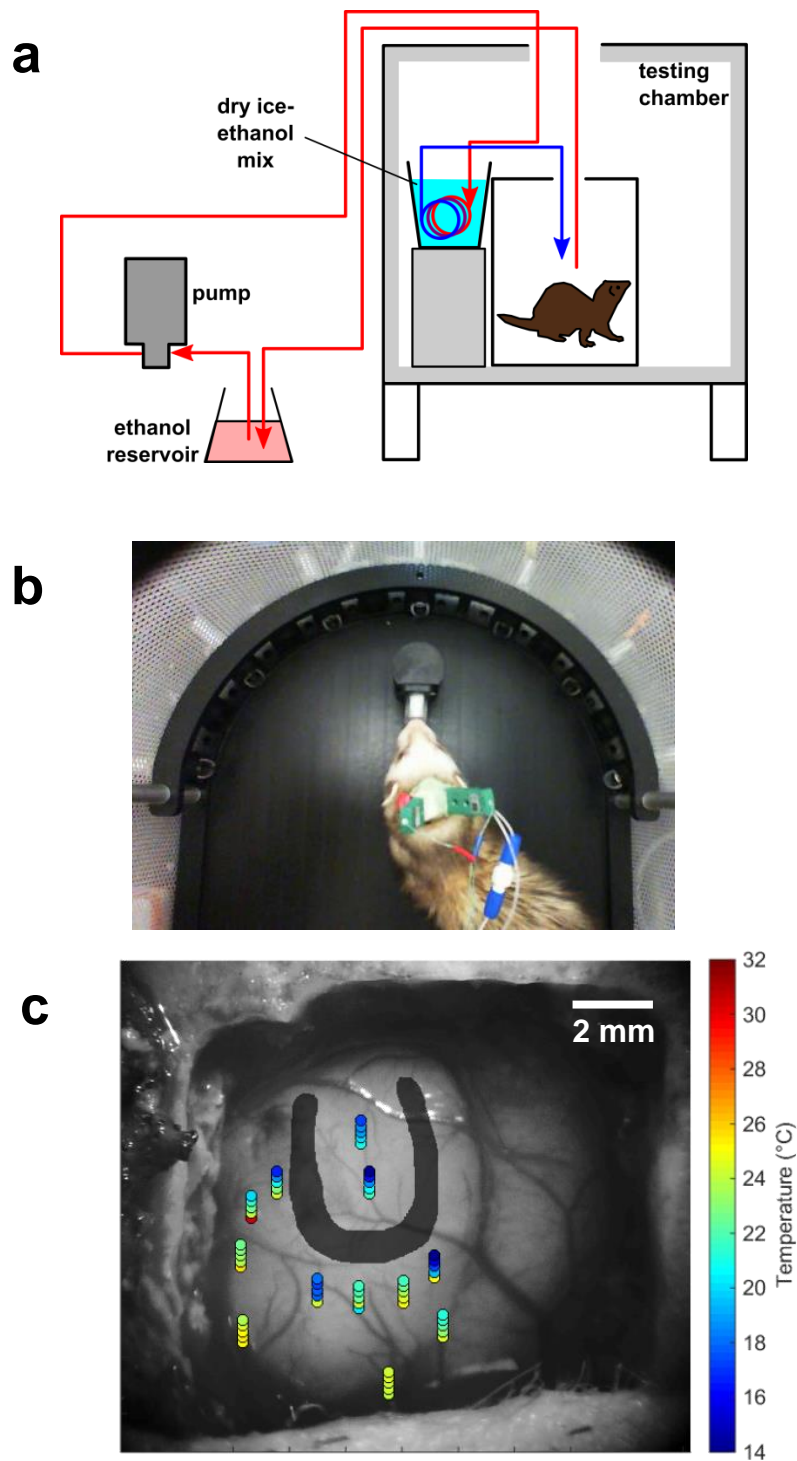 a
testing
chamber
dry ice-
ethanol
mix
pump
ethanol
reservoir
b
c
2 mm
32
30
28
26
24
22
20
18
16
14
Temperature (°C)